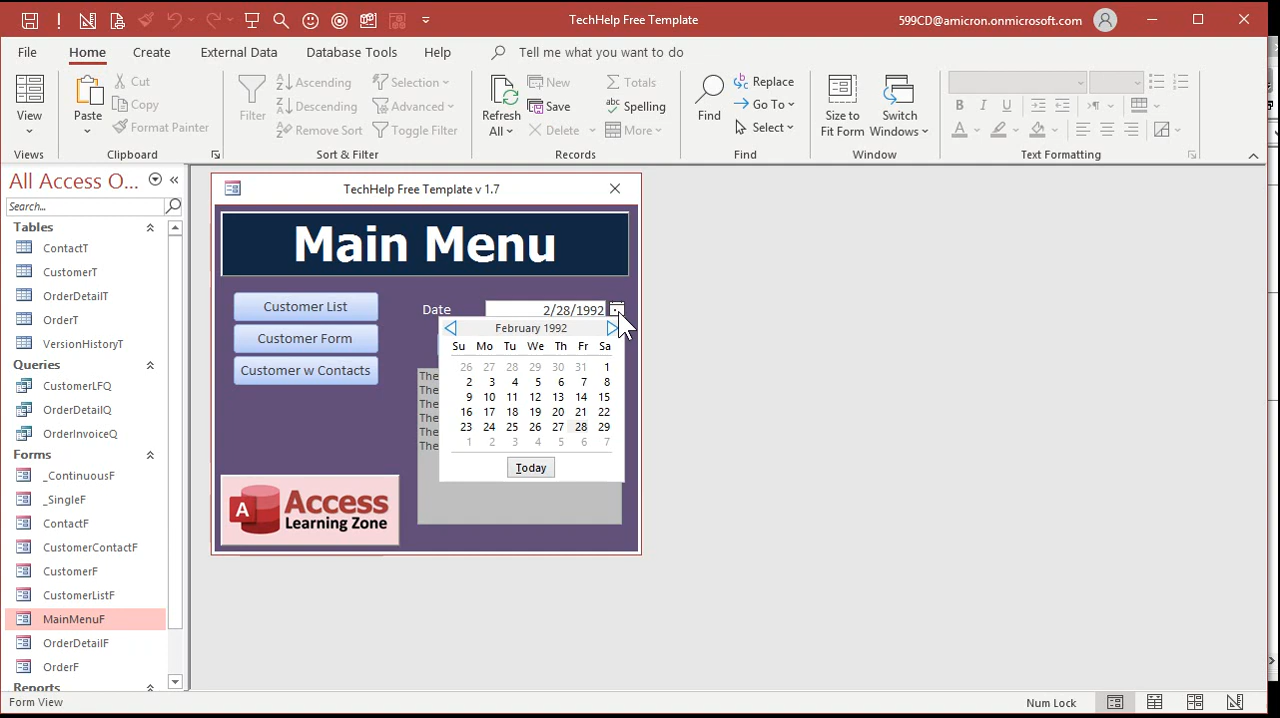 TechHelp Free Template
599CD@amicron.onmicrosoft.com
File Home Create External Data Database Tools Help Tell me what you want to do
View
Views
Paste
Cut
Copy
Format Painter
Clipboard
Filter
Ascending
Descending
Remove Sort
Selection
Advanced
Toggle Filter
Sort & Filter
Refresh
All
New
Save
Delete
Totals
Spelling
More
Records
Find
Replace
Go To
Select
Find
Size to
Fit Form
Switch
Windows
Window
B I U
A
Text Formatting
All Access O...
Search...
Tables
ContactT
CustomerT
OrderDetailT
OrderT
VersionHistoryT
Queries
CustomerLFQ
OrderDetailQ
OrderInvoiceQ
Forms
_ContinuousF
_SingleF
ContactF
CustomerContactF
CustomerF
CustomerListF
MainMenuF
OrderDetailF
OrderF
Reports
TechHelp Free Template v 1.7
Main Menu
Customer List
Customer Form
Customer w Contacts
Date 2/28/1992
February 1992
Su Mo Tu We Th Fr Sa
26 27 28 29 30 31 1
2 3 4 5 6 7 8
9 10 11 12 13 14 15
16 17 18 19 20 21 22
23 24 25 26 27 28 29
1 2 3 4 5 6 7
Today
The
The
The
The
The
The
A Access
Learning Zone
Form View
Num Lock